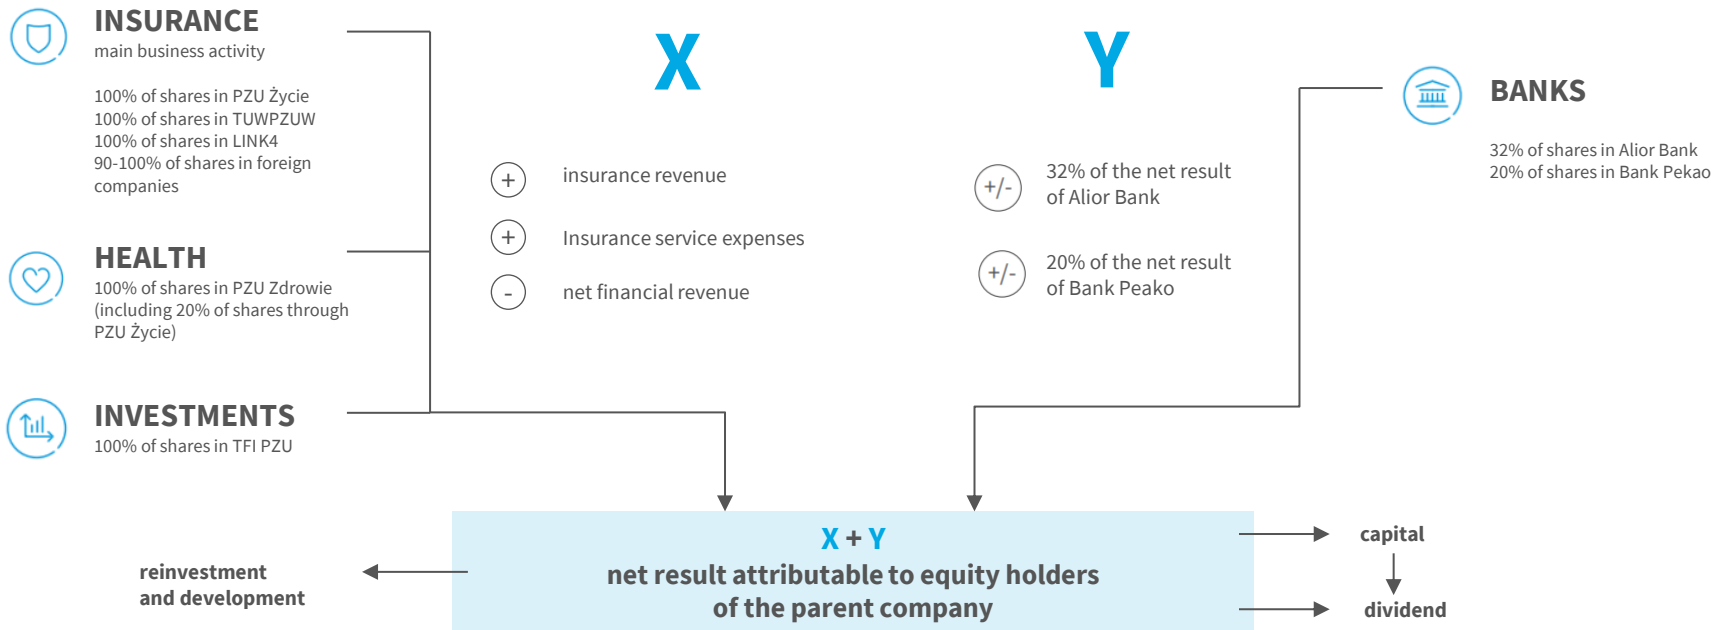 INSURANCE
main business activity
100% of shares in PZU Życie
100% of shares in TUWPZUW
100% of shares in LINK4
90-100% of shares in foreign
companies
HEALTH
100% of shares in PZU Zdrowie
(including 20% of shares through
PZU Życie)
INVESTMENTS
100% of shares in TFI PZU
X
+ insurance revenue
+ Insurance service expenses
- net financial revenue
Y
+/- 32% of the net result
of Alior Bank
+/- 20% of the net result
of Bank Peako
BANKS
32% of shares in Alior Bank
20% of shares in Bank Pekao
X + Y
net result attributable to equity holders
of the parent company
reinvestment
and development
capital
dividend